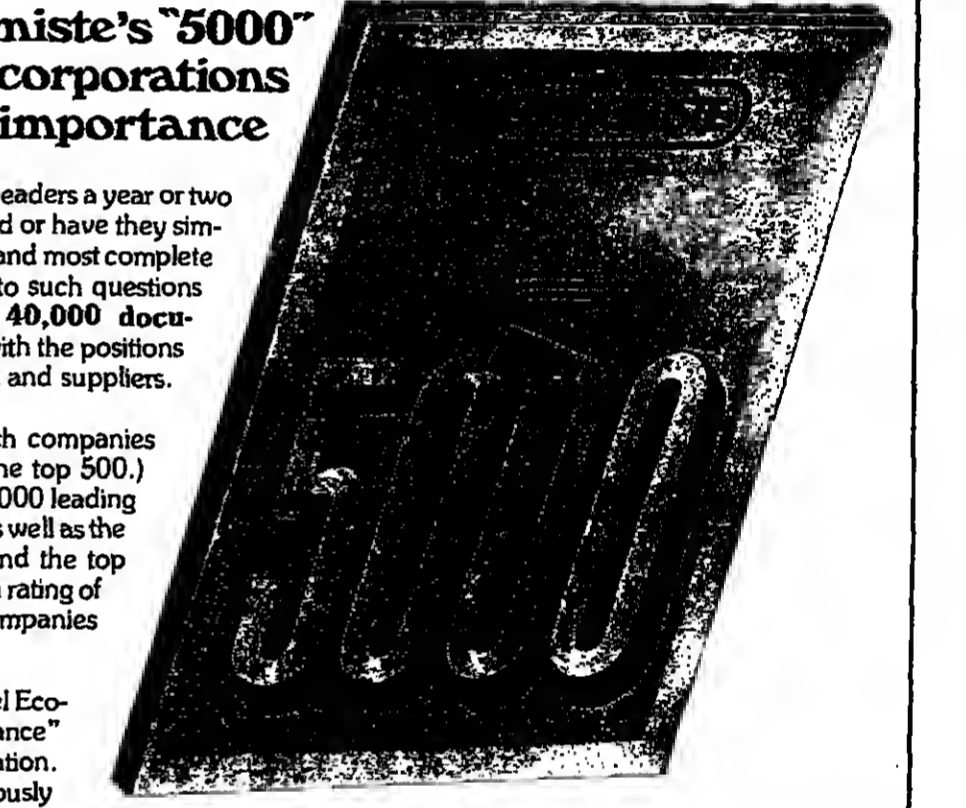 miste's "5000"
corporations
importance
eaders a year or two
d or have they sim-
and most complete
to such questions
40,000 docu-
ith the positions
and suppliers.
ch companies
he top 500.)
000 leading
s well as the
nd the top
rating of
mpanies
el Eco-
ance"
ation.
ously
5000